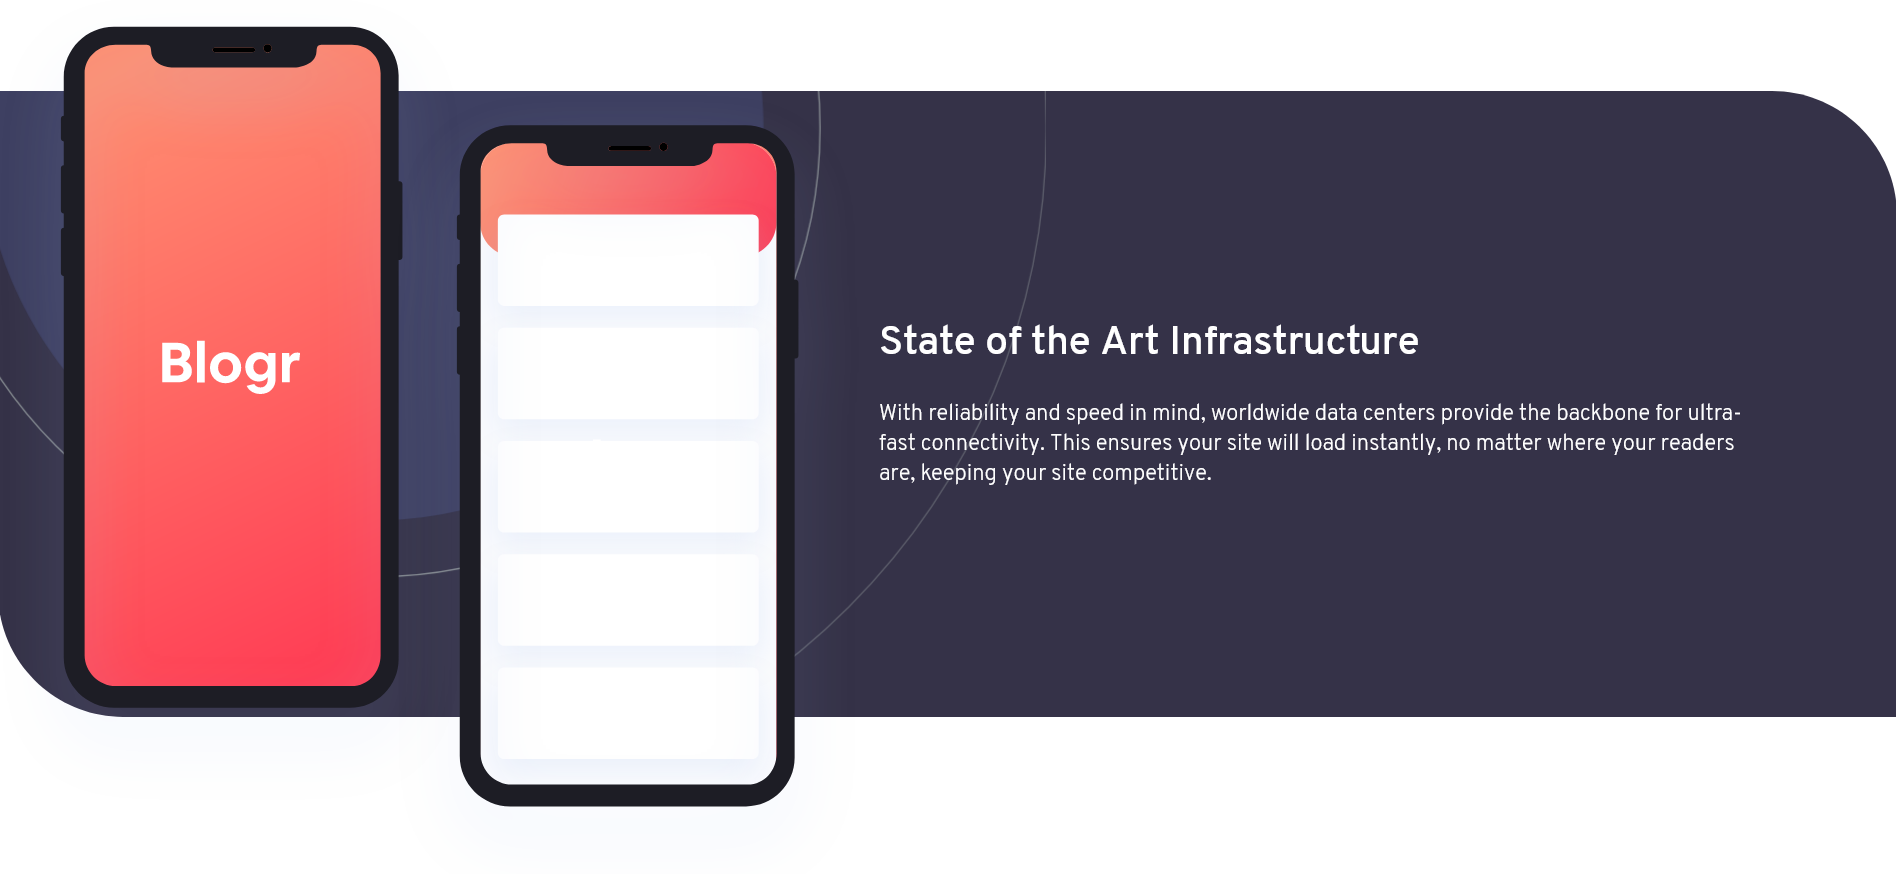 Blogr
State of the Art Infrastructure
With reliability and speed in mind, worldwide data centers provide the backbone for ultra-
fast connectivity. This ensures your site will load instantly, no matter where your readers
are, keeping your site competitive.